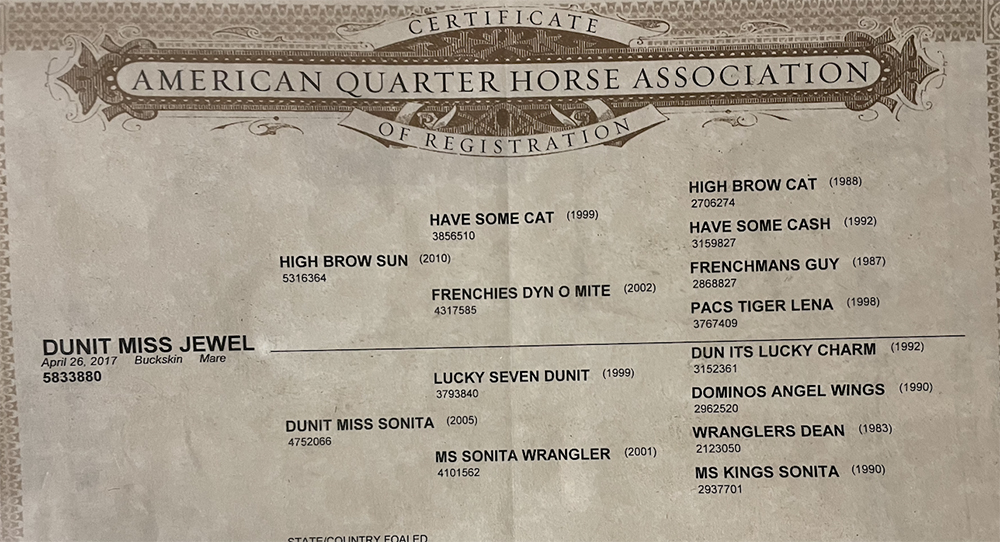 CERTIFICATE
AMERICAN QUARTER HORSE ASSOCIATION
OF REGISTRATION
HIGH BROW CAT (1988)
2706274
HAVE SOME CAT (1999)
3856510
HAVE SOME CASH (1992)
3159827
HIGH BROW SUN (2010)
5316364
FRENCHMANS GUY (1987)
2868827
FRENCHIES DYN O MITE (2002)
4317585
PACS TIGER LENA (1998)
3767409
DUNIT MISS JEWEL
April 26, 2017 Buckskin Mare
5833880
DUN ITS LUCKY CHARM (1992)
3152361
LUCKY SEVEN DUNIT (1999)
3793840
DOMINOS ANGEL WINGS (1990)
2962520
DUNIT MISS SONITA (2005)
4752066
WRANGLERS DEAN (1983)
2123050
MS SONITA WRANGLER (2001)
4101562
MS KINGS SONITA (1990)
2937701
STATE/COUNTRY FOALED